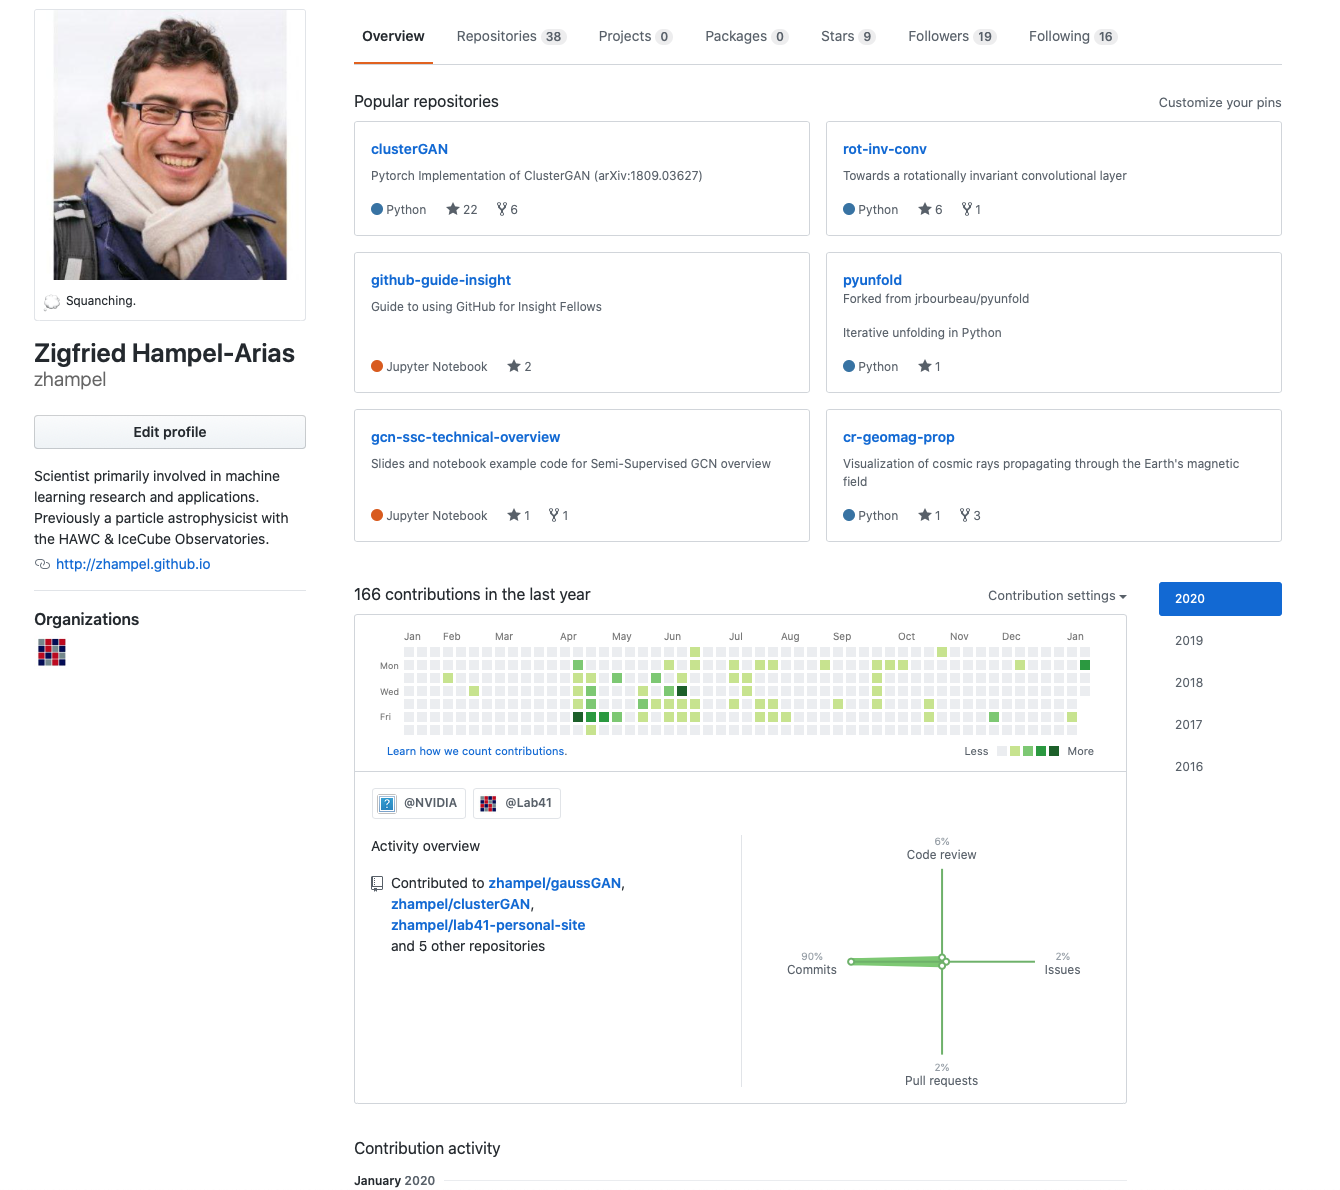 Overview Repositories 38 Projects 0 Packages 0 Stars 9 Followers 19 Following 16
Squanching.
Zigfried Hampel-Arias
zhampel
Edit profile
Scientist primarily involved in machine
learning research and applications.
Previously a particle astrophysicist with
the HAWC & IceCube Observatories.
http://zhampel.github.io
Organizations
Popular repositories
Customize your pins
clusterGAN
Pytorch Implementation of ClusterGAN (arXiv:1809.03627)
Python 22 6
rot-inv-conv
Towards a rotationally invariant convolutional layer
Python 6 1
github-guide-insight
Guide to using GitHub for Insight Fellows
Jupyter Notebook 2
pyunfold
Forked from jrbourbeau/pyunfold
Iterative unfolding in Python
Python 1
gcn-ssc-technical-overview
Slides and notebook example code for Semi-Supervised GCN overview
Jupyter Notebook 1 1
cr-geomag-prop
Visualization of cosmic rays propagating through the Earth's magnetic
field
Python 1 3
166 contributions in the last year
Contribution settings
2020
2019
2018
2017
2016
Jan Feb Mar Apr May Jun Jul Aug Sep Oct Nov Dec Jan
Mon
Wed
Fri
Learn how we count contributions.
Less More
@NVIDIA @Lab41
Activity overview
Contributed to zhampel/gaussGAN,
zhampel/clusterGAN,
zhampel/lab41-personal-site
and 5 other repositories
6%
Code review
90%
Commits
2%
Issues
2%
Pull requests
Contribution activity
January 2020